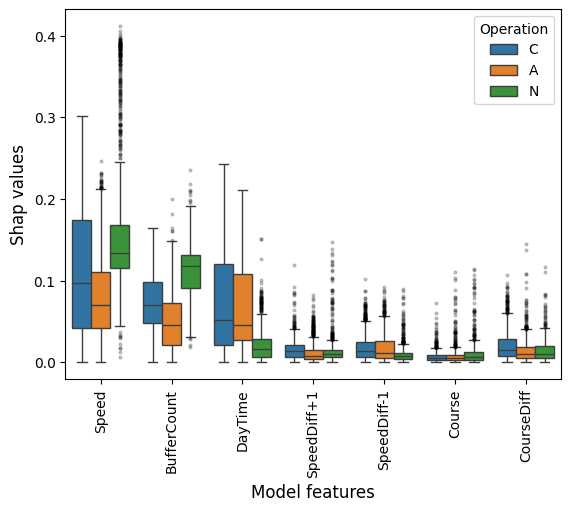 Operation
C
A
N
Shap values
0.4
0.3
0.2
0.1
0.0
Speed
BufferCount
DayTime
SpeedDiff+1
SpeedDiff-1
Course
CourseDiff
Model features